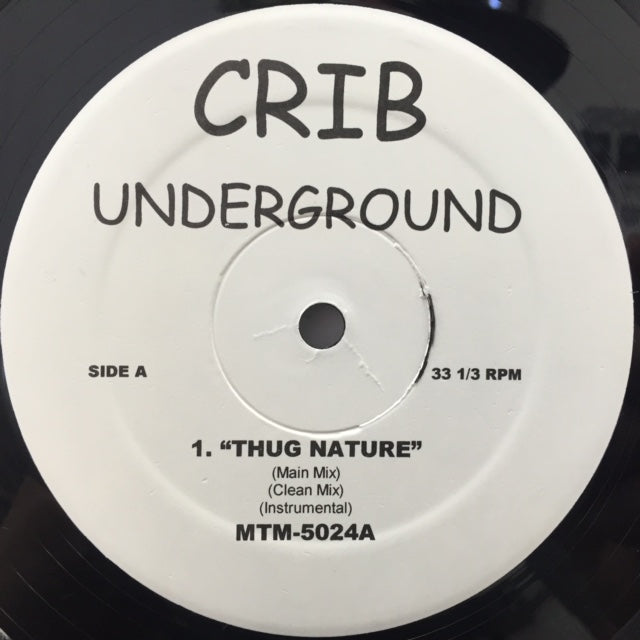 CRIB
UNDERGROUND
SIDE A
33 1/3 RPM
1. “THUG NATURE”
(Main Mix)
(Clean Mix)
(Instrumental)
MTM-5024A